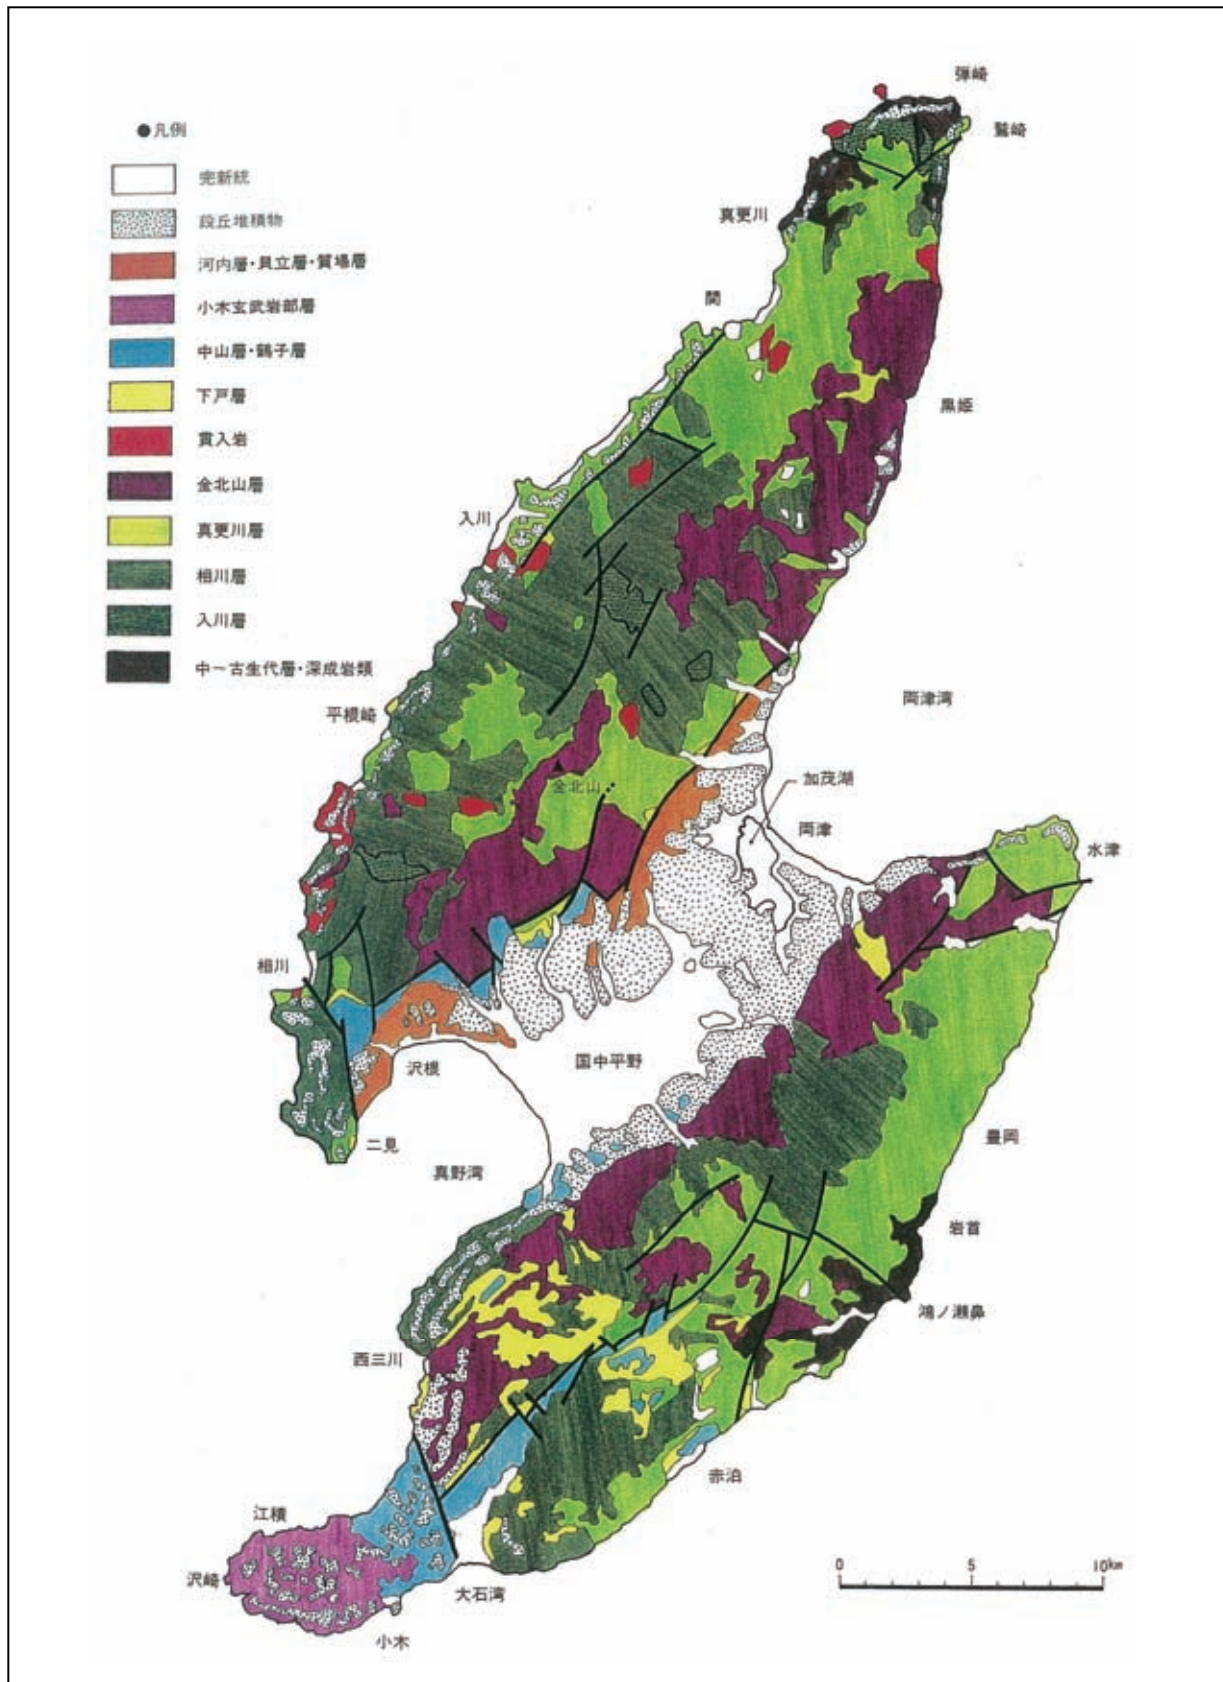 ●凡例
完新統
段丘堆積物
河内層・貝立層・質場層
小木玄武岩部層
中山層・鶴子層
下戸層
貫入岩
金北山層
真更川層
相川層
入川層
中〜古生代層・深成岩類
弾崎
鷲崎
真更川
関
黒姫
入川
平根崎
両津湾
加茂湖
金北山
両津
水津
相川
沢根
国中平野
二見
真野湾
豊岡
岩首
鴻ノ瀬鼻
西三川
赤泊
江積
沢崎
大石湾
小木
0 5 10km